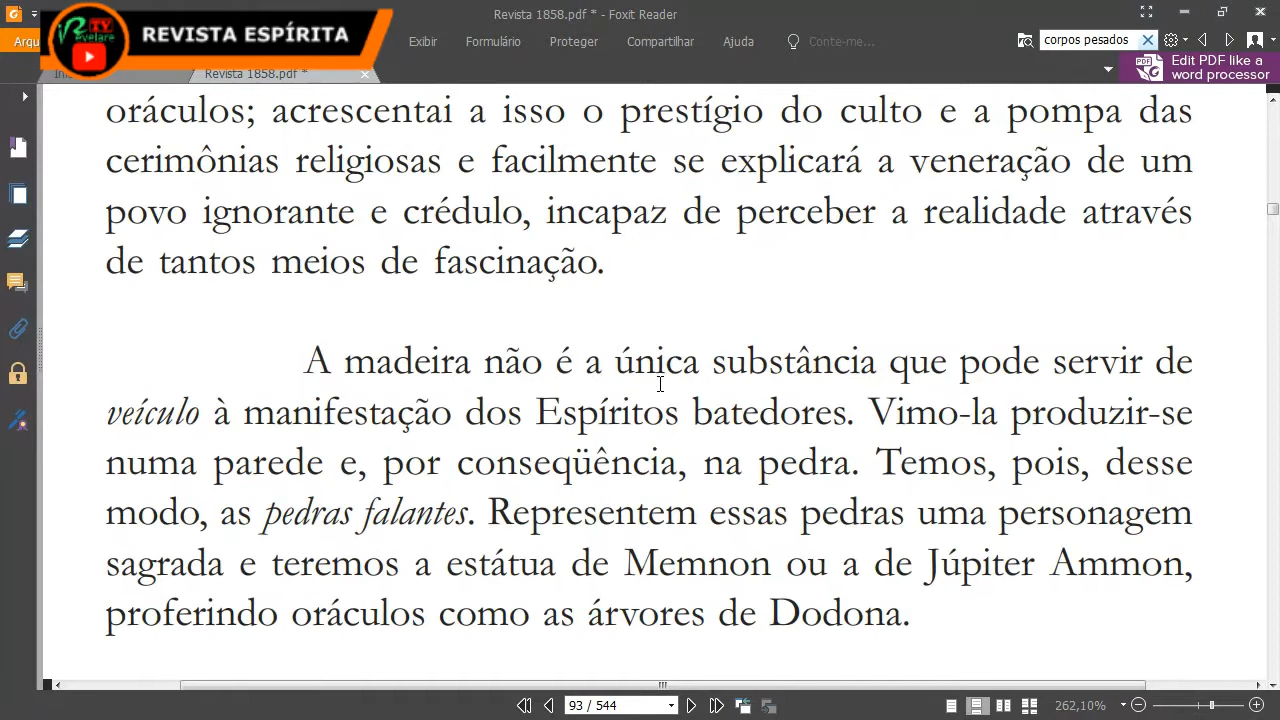 Revista 1858.pdf * - Foxit Reader
TV
Revelare
REVISTA ESPÍRITA
Arqu
Exibir
Formulário
Proteger
Compartilhar
Ajuda
Conte-me...
corpos pesados
Revista 1858.pdf *
Edit PDF like a
word processor
oráculos; acrescentai a isso o prestígio do culto e a pompa das
cerimônias religiosas e facilmente se explicará a veneração de um
povo ignorante e crédulo, incapaz de perceber a realidade através
de tantos meios de fascinação.
A madeira não é a única substância que pode servir de
veículo à manifestação dos Espíritos batedores. Vimo-la produzir-se
numa parede e, por conseqüência, na pedra. Temos, pois, desse
modo, as pedras falantes. Representem essas pedras uma personagem
sagrada e teremos a estátua de Memnon ou a de Júpiter Ammon,
proferindo oráculos como as árvores de Dodona.
93 / 544
262,10%